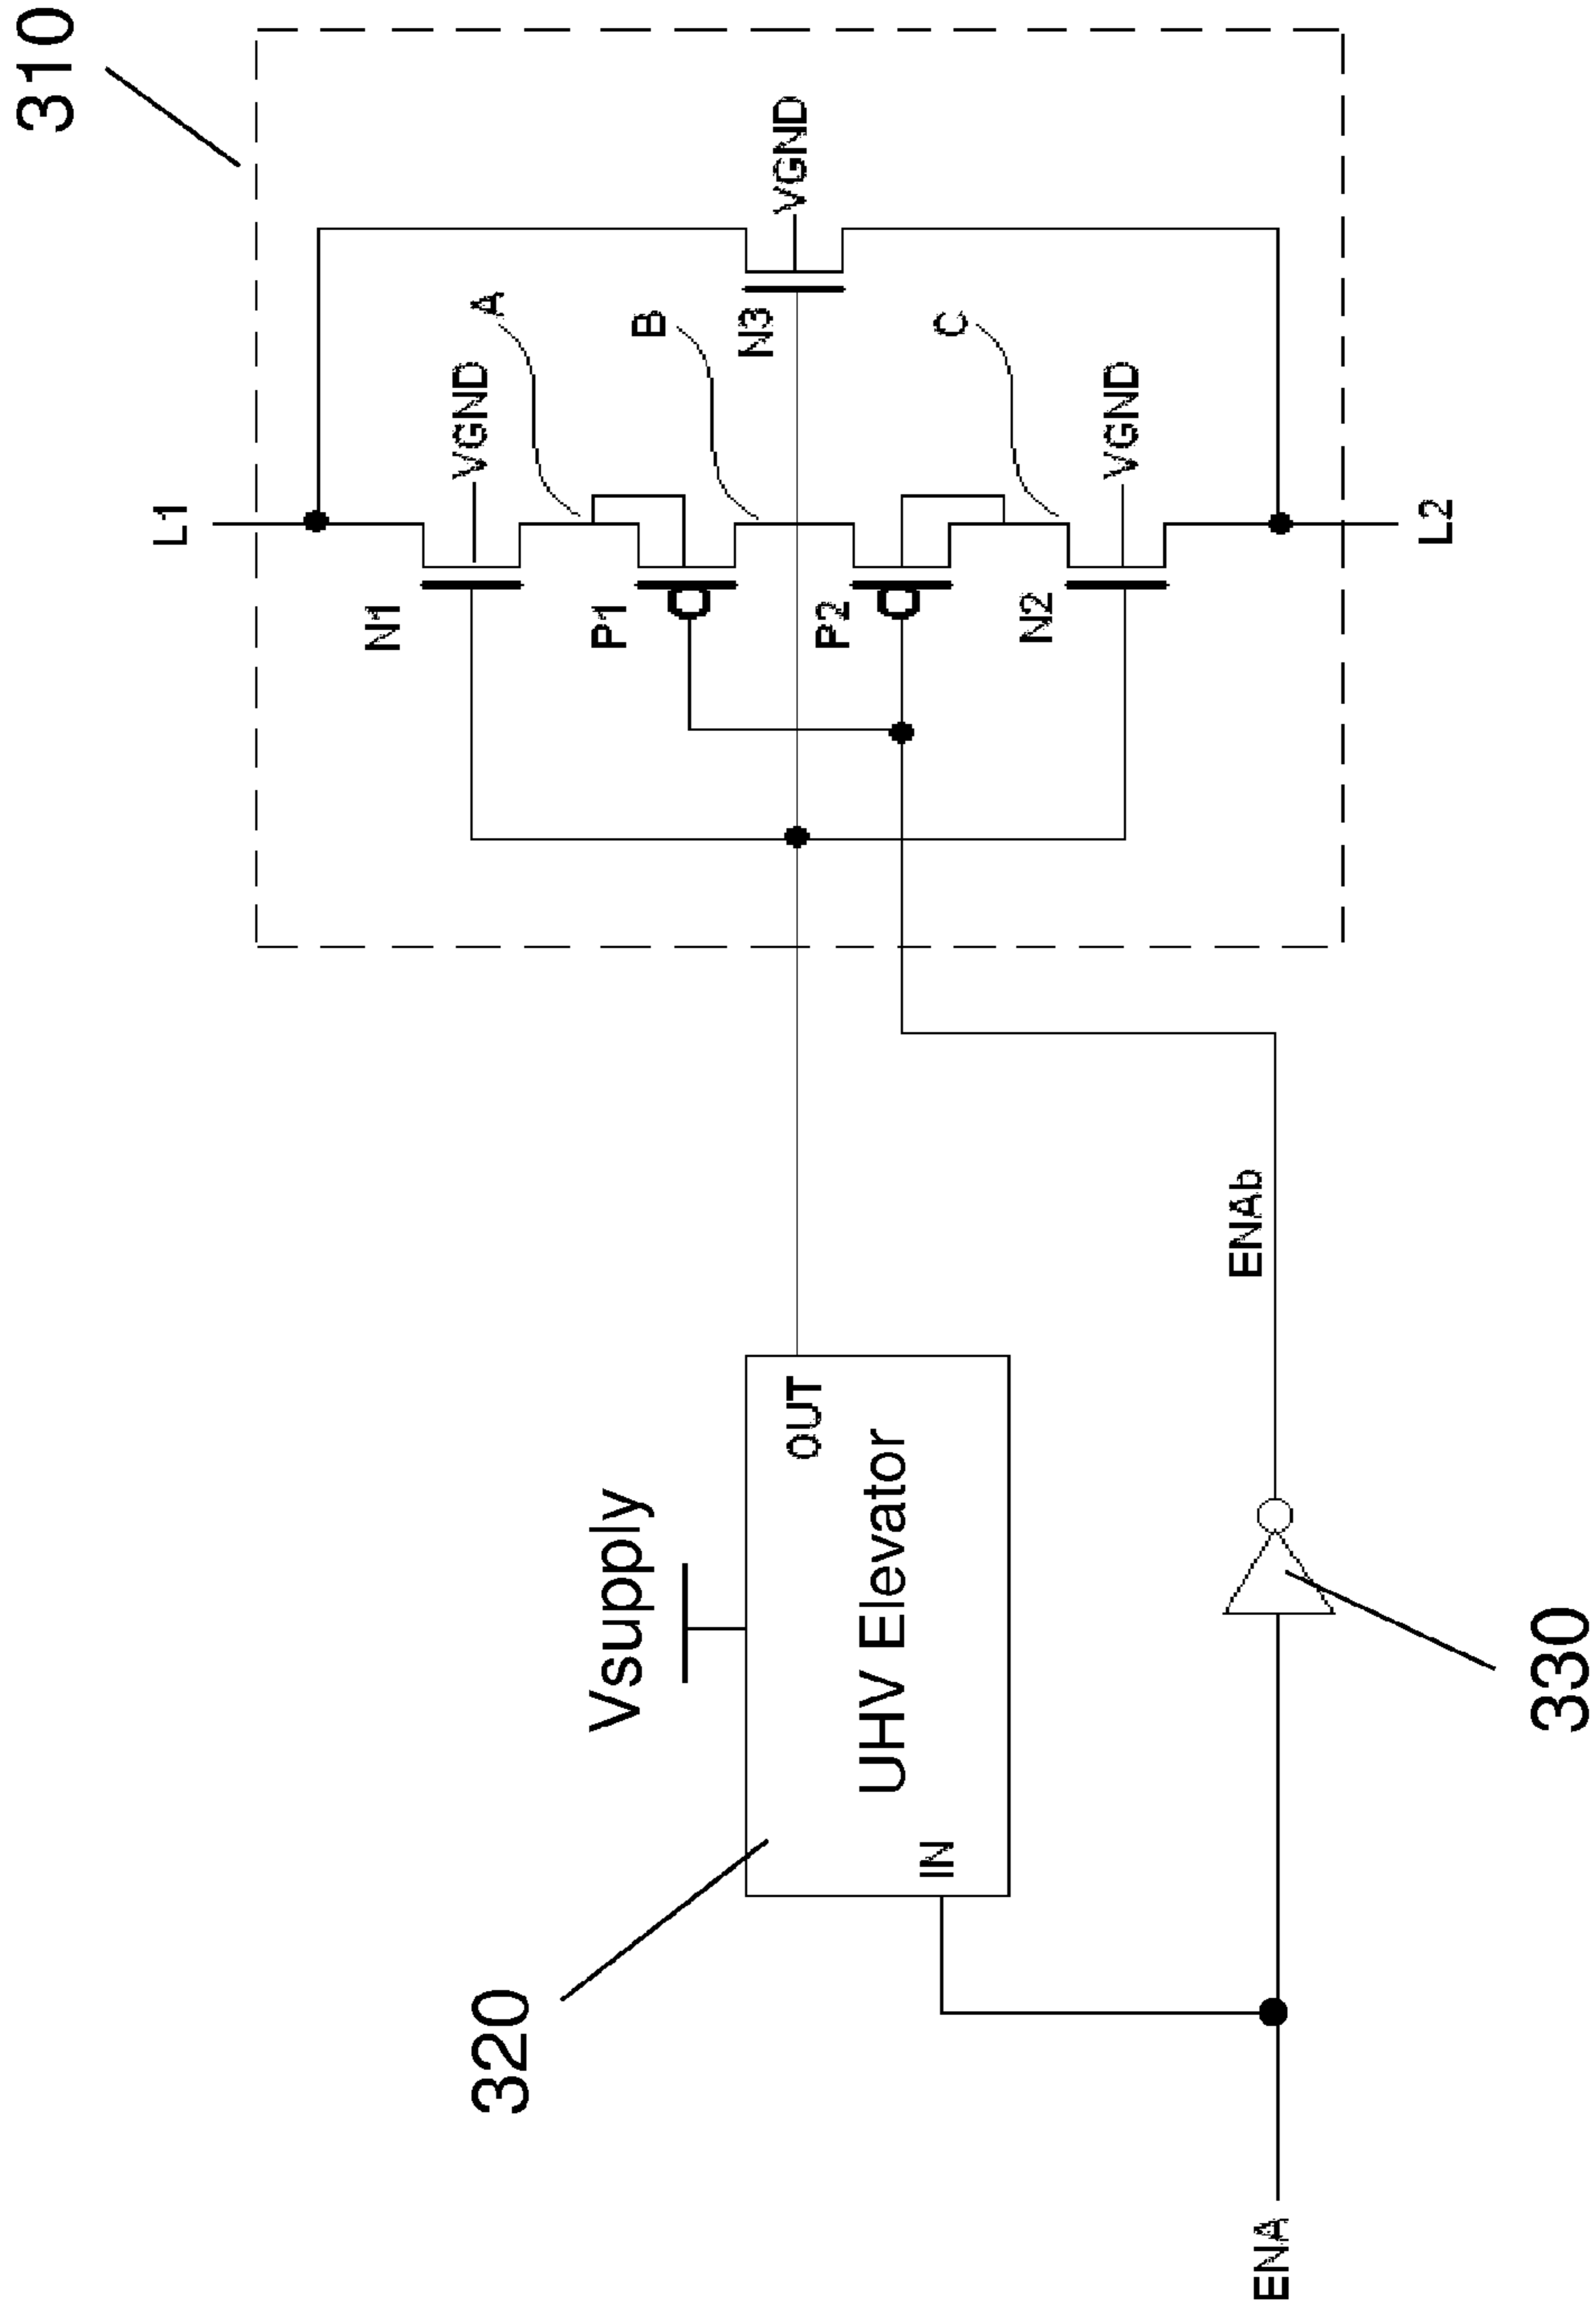 310
L1
N1
VGND
A
320
P1
Vsupply
B
N3
VGND
OUT
P2
UHV Elevator
IN
C
N2
VGND
ENAb
ENA
L2
330